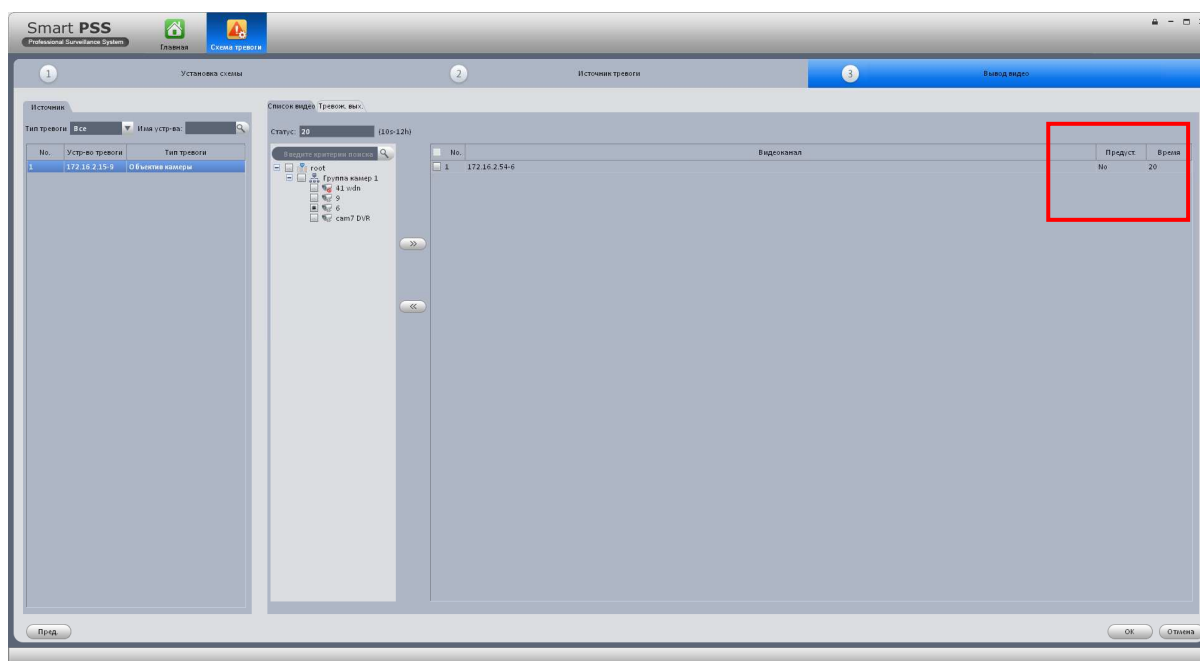 Smart PSS
Professional Surveillance System
Главная
Схема тревоги
1
Установка схемы
2
Источник тревоги
3
Вывод видео
Источник
Тип тревоги Все Имя устр-ва:
No. Устр-во тревоги Тип тревоги
1 172.16.2.15-9 Объектив камеры
Список видео Тревож. вых.
Статус: 20 (10s-12h)
Введите критерии поиска
root
Группа камер 1
41 wdn
9
6
cam7 DVR
No. Видеоканал Предуст. Время
1 172.16.2.54-6 No 20
Пред.
OK
Отмена